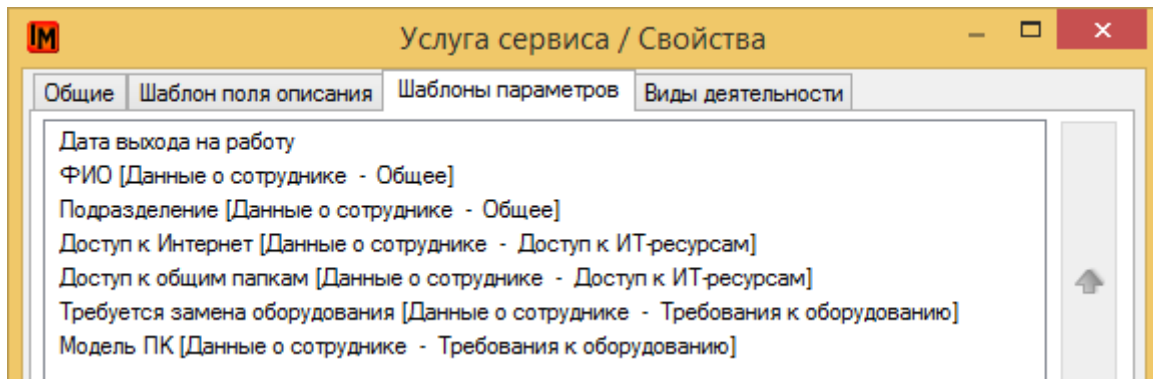 IM
Услуга сервиса / Свойства
Общие Шаблон поля описания Шаблоны параметров Виды деятельности
Дата выхода на работу
ФИО [Данные о сотруднике - Общее]
Подразделение [Данные о сотруднике - Общее]
Доступ к Интернет [Данные о сотруднике - Доступ к ИТ-ресурсам]
Доступ к общим папкам [Данные о сотруднике - Доступ к ИТ-ресурсам]
Требуется замена оборудования [Данные о сотруднике - Требования к оборудованию]
Модель ПК [Данные о сотруднике - Требования к оборудованию]